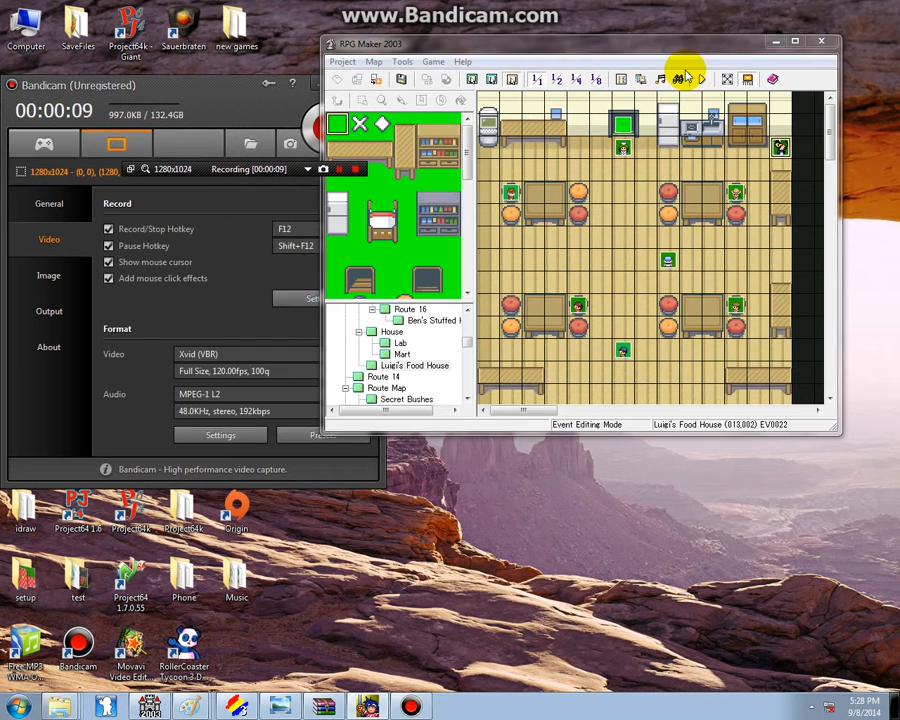 www.Bandicam.com
Computer
SaveFiles
Project64k - Giant
Sauerbraten
new games
RPG Maker 2003
Project Map Tools Game Help
Bandicam (Unregistered)
00:00:09
997.0KB / 132.4GB
1280x1024 - (0, 0), (1280,
1280x1024
Recording [00:00:09]
General
Video
Image
Output
About
Record
Record/Stop Hotkey
F12
Pause Hotkey
Shift+F12
Show mouse cursor
Add mouse click effects
Format
Video
Xvid (VBR)
Full Size, 120.00fps, 100q
Audio
MPEG-1 L2
48.0KHz, stereo, 192kbps
Settings
Bandicam - High performance video capture.
Route 16
Ben's Stuffed
House
Lab
Mart
Luigi's Food House
Route 14
Route Map
Secret Bushes
Event Editing Mode
Luigi's Food House (013,002) EV0022
idraw
Project64 1.6
Project64k
Project64k
Origin
setup
test
Project64 1.7.0.55
Phone
Music
Free MP3 WMA O...
Bandicam
Movavi Video Edit...
RollerCoaster Tycoon 3 D...
2003
5:28 PM
9/8/2014